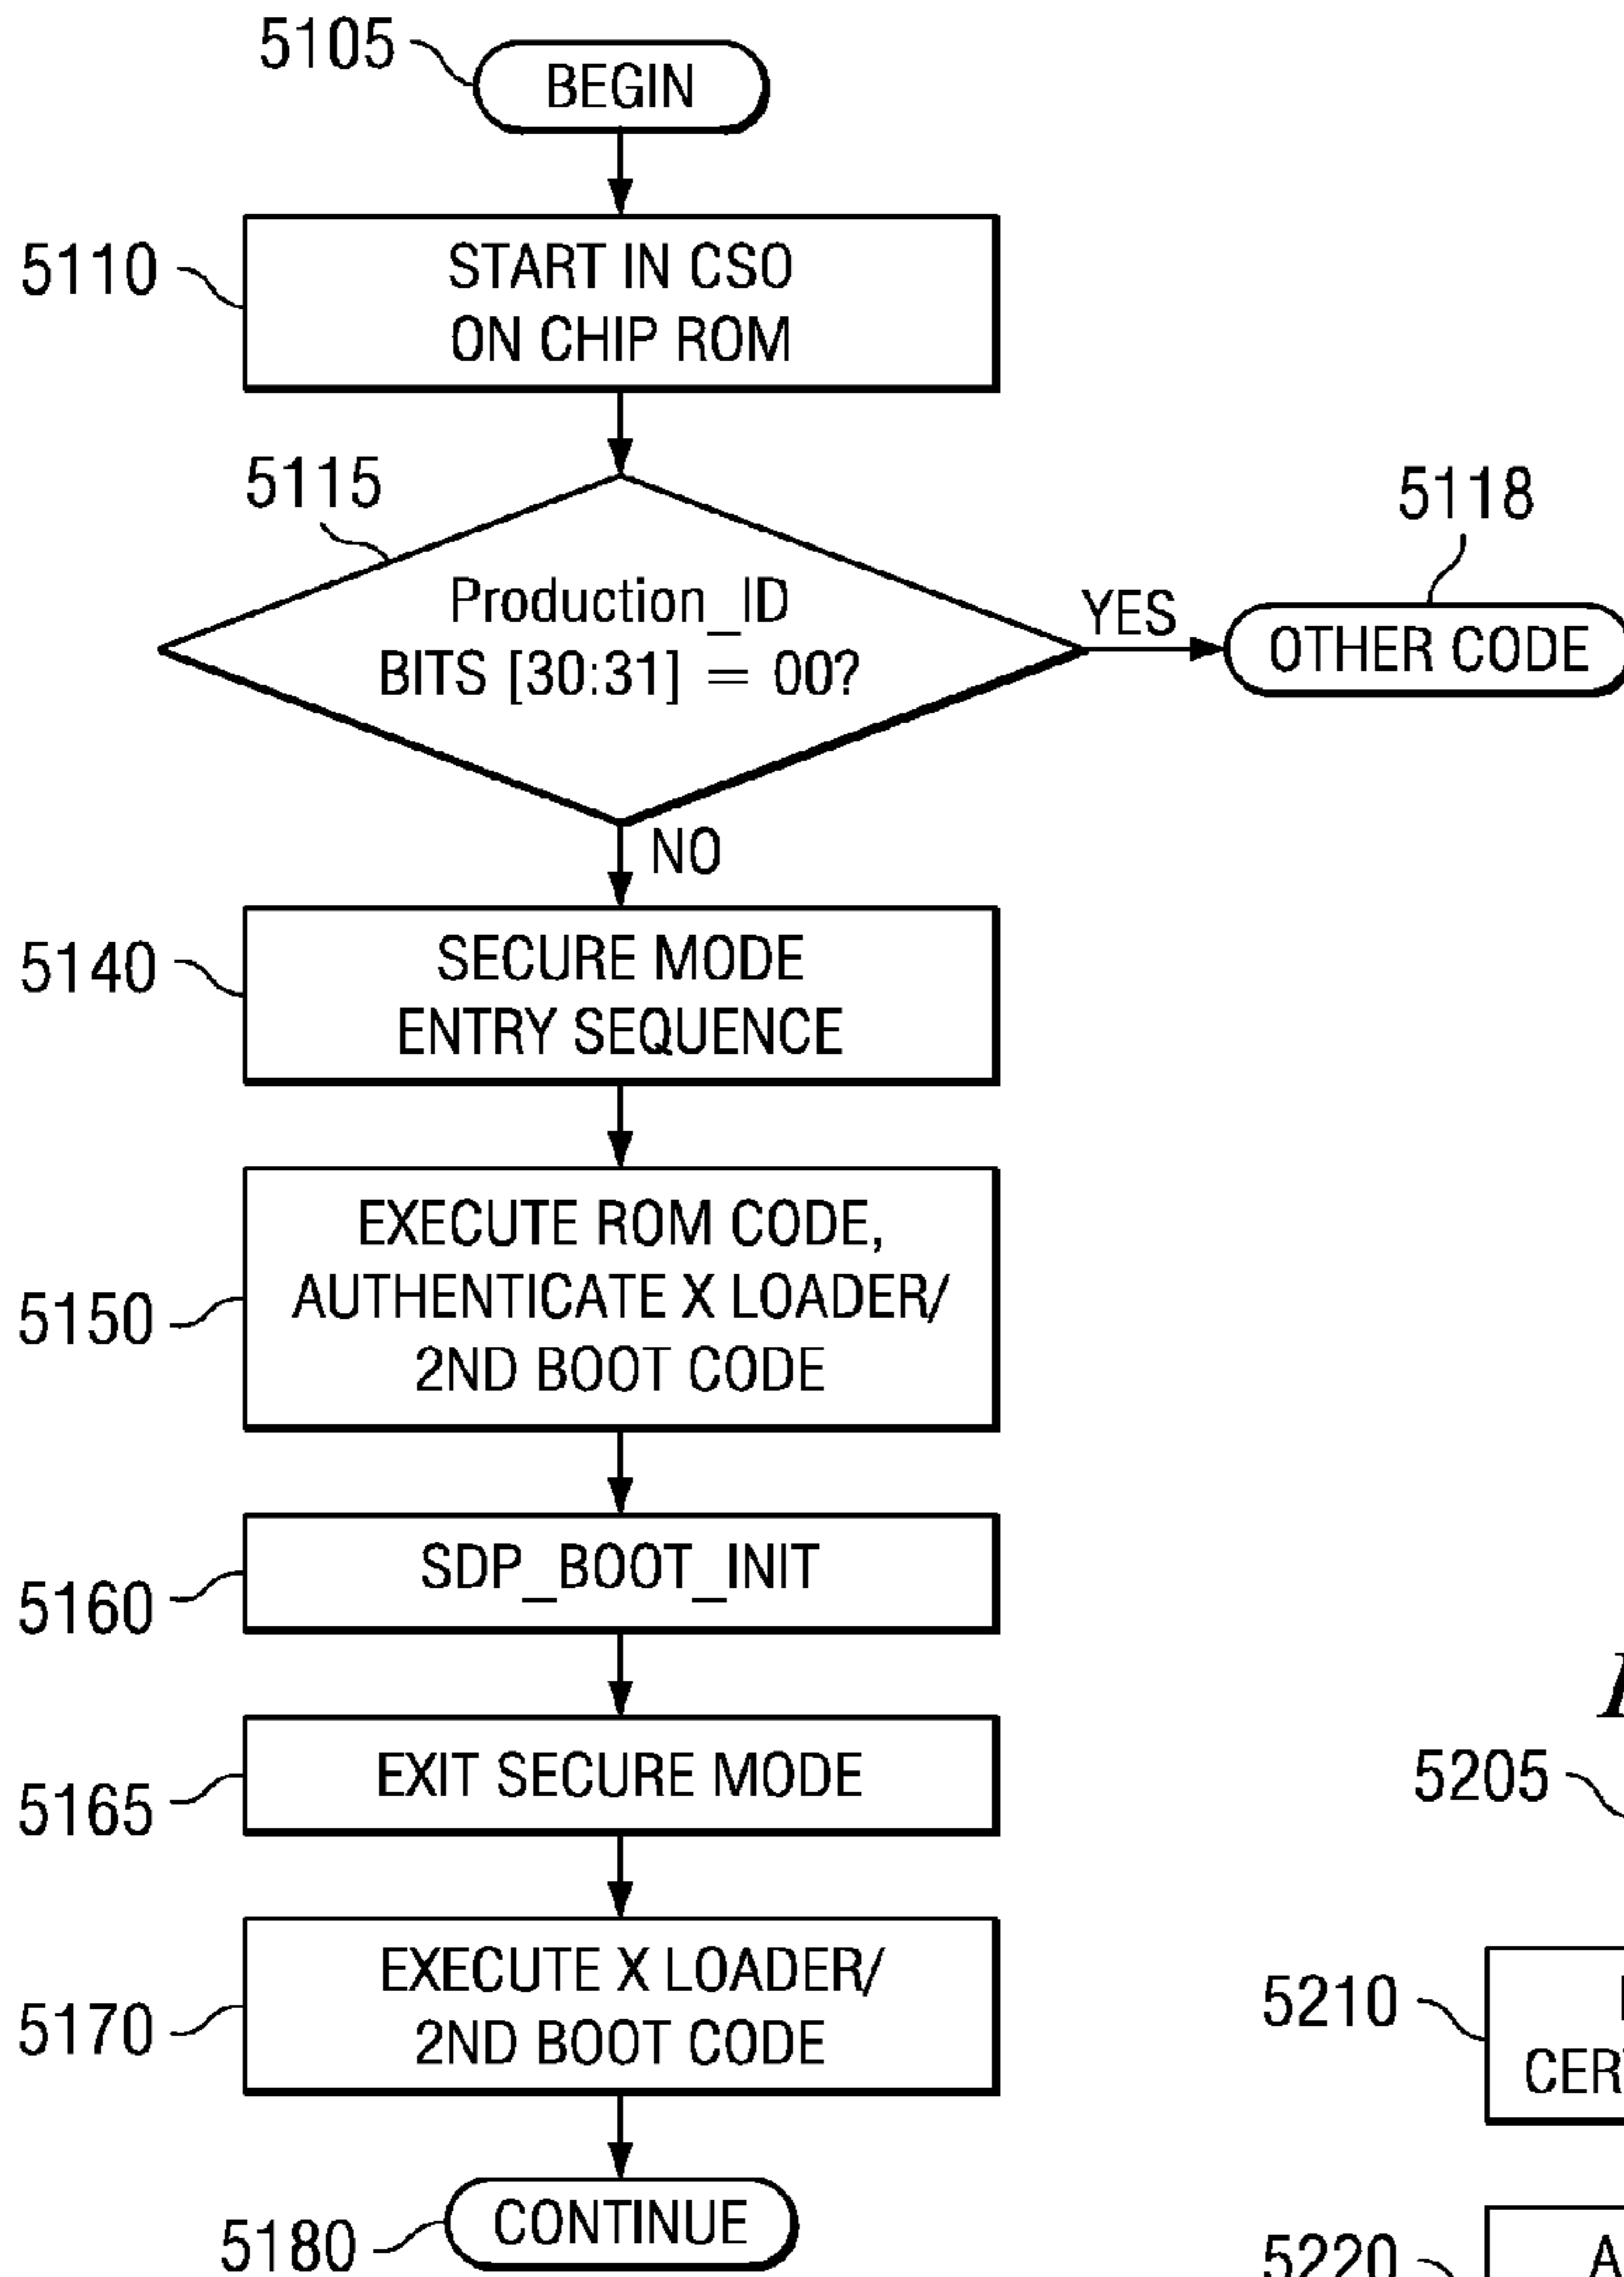 5105
BEGIN
5110
START IN CSO
ON CHIP ROM
5115
Production_ID
BITS [30:31] = 00?
YES
5118
OTHER CODE
NO
5140
SECURE MODE
ENTRY SEQUENCE
5150
EXECUTE ROM CODE,
AUTHENTICATE X LOADER/
2ND BOOT CODE
5160
SDP_BOOT_INIT
5165
EXIT SECURE MODE
5170
EXECUTE X LOADER/
2ND BOOT CODE
5180
CONTINUE
5205
5210
CER
5220
A